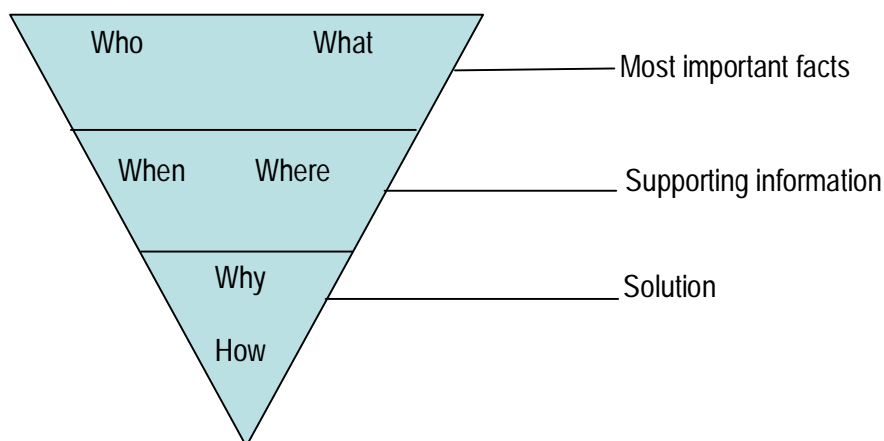 Who What
Most important facts
When Where
Supporting information
Why
Solution
How